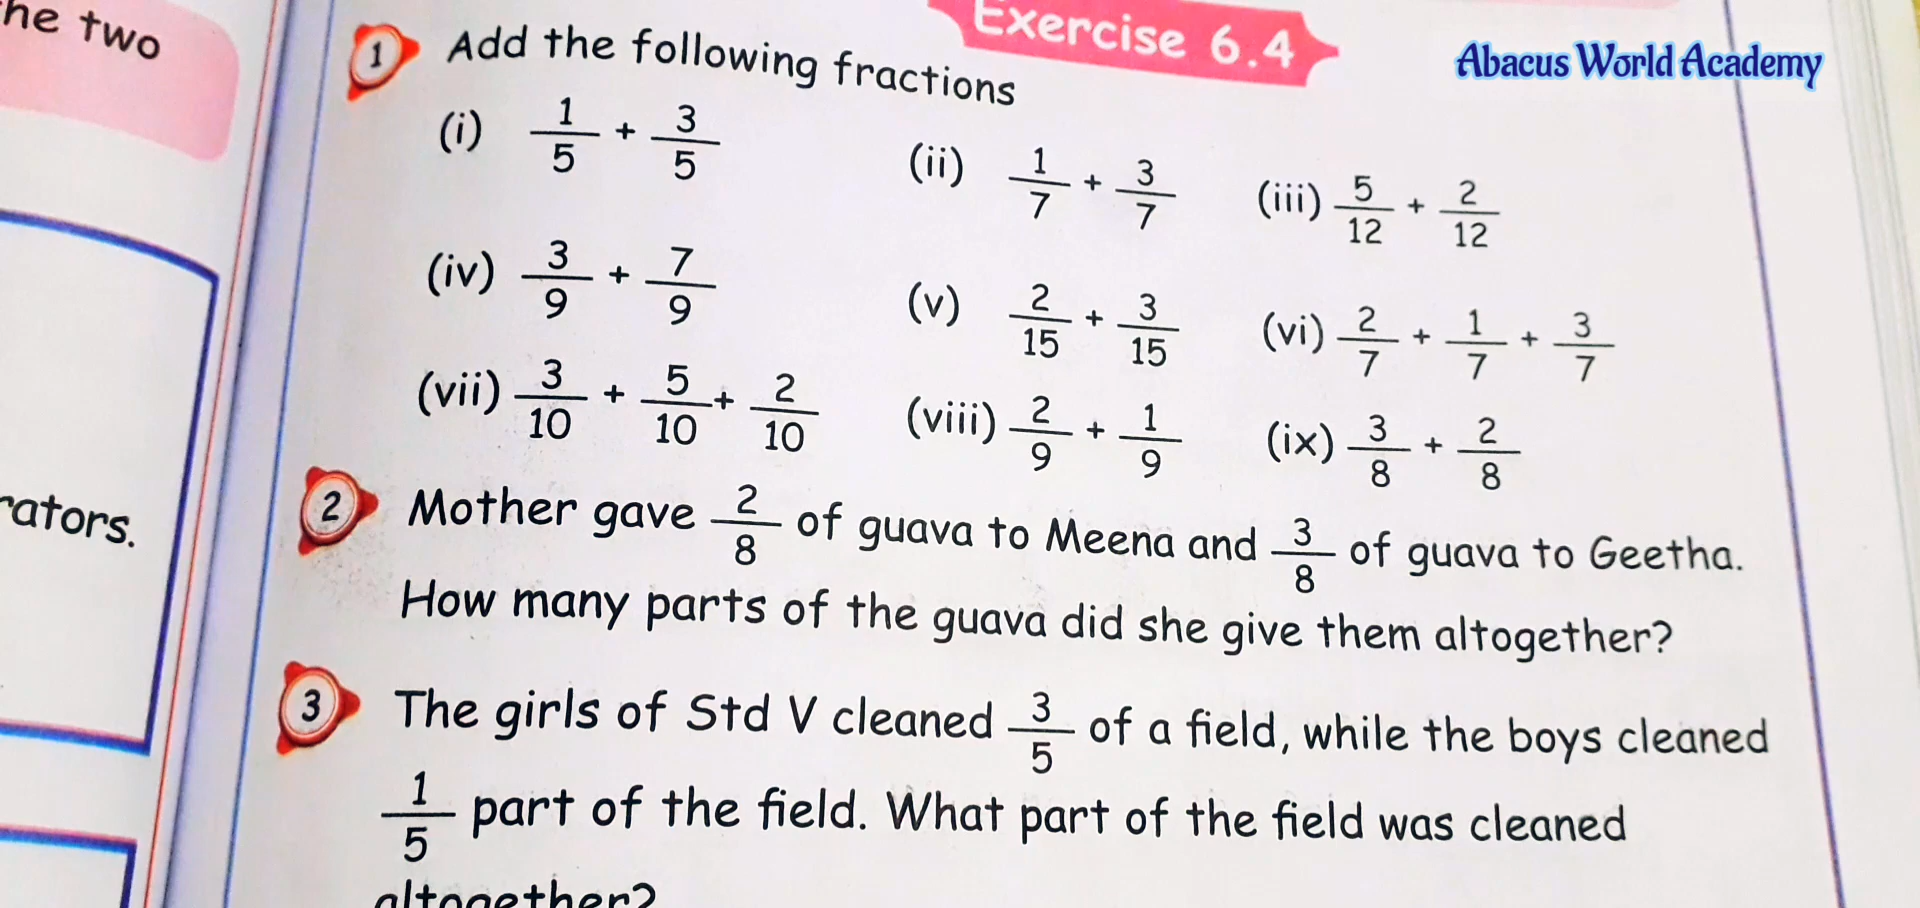 he two
rators.
Exercise 6.4
Abacus World Academy
1 Add the following fractions
(i) 1/5 + 3/5 (ii) 1/7 + 3/7 (iii) 5/12 + 2/12
(iv) 3/9 + 7/9 (v) 2/15 + 3/15 (vi) 2/7 + 1/7 + 3/7
(vii) 3/10 + 5/10 + 2/10 (viii) 2/9 + 1/9 (ix) 3/8 + 2/8
2 Mother gave 2/8 of guava to Meena and 3/8 of guava to Geetha.
How many parts of the guava did she give them altogether?
3 The girls of Std V cleaned 3/5 of a field, while the boys cleaned
1/5 part of the field. What part of the field was cleaned
altogether?